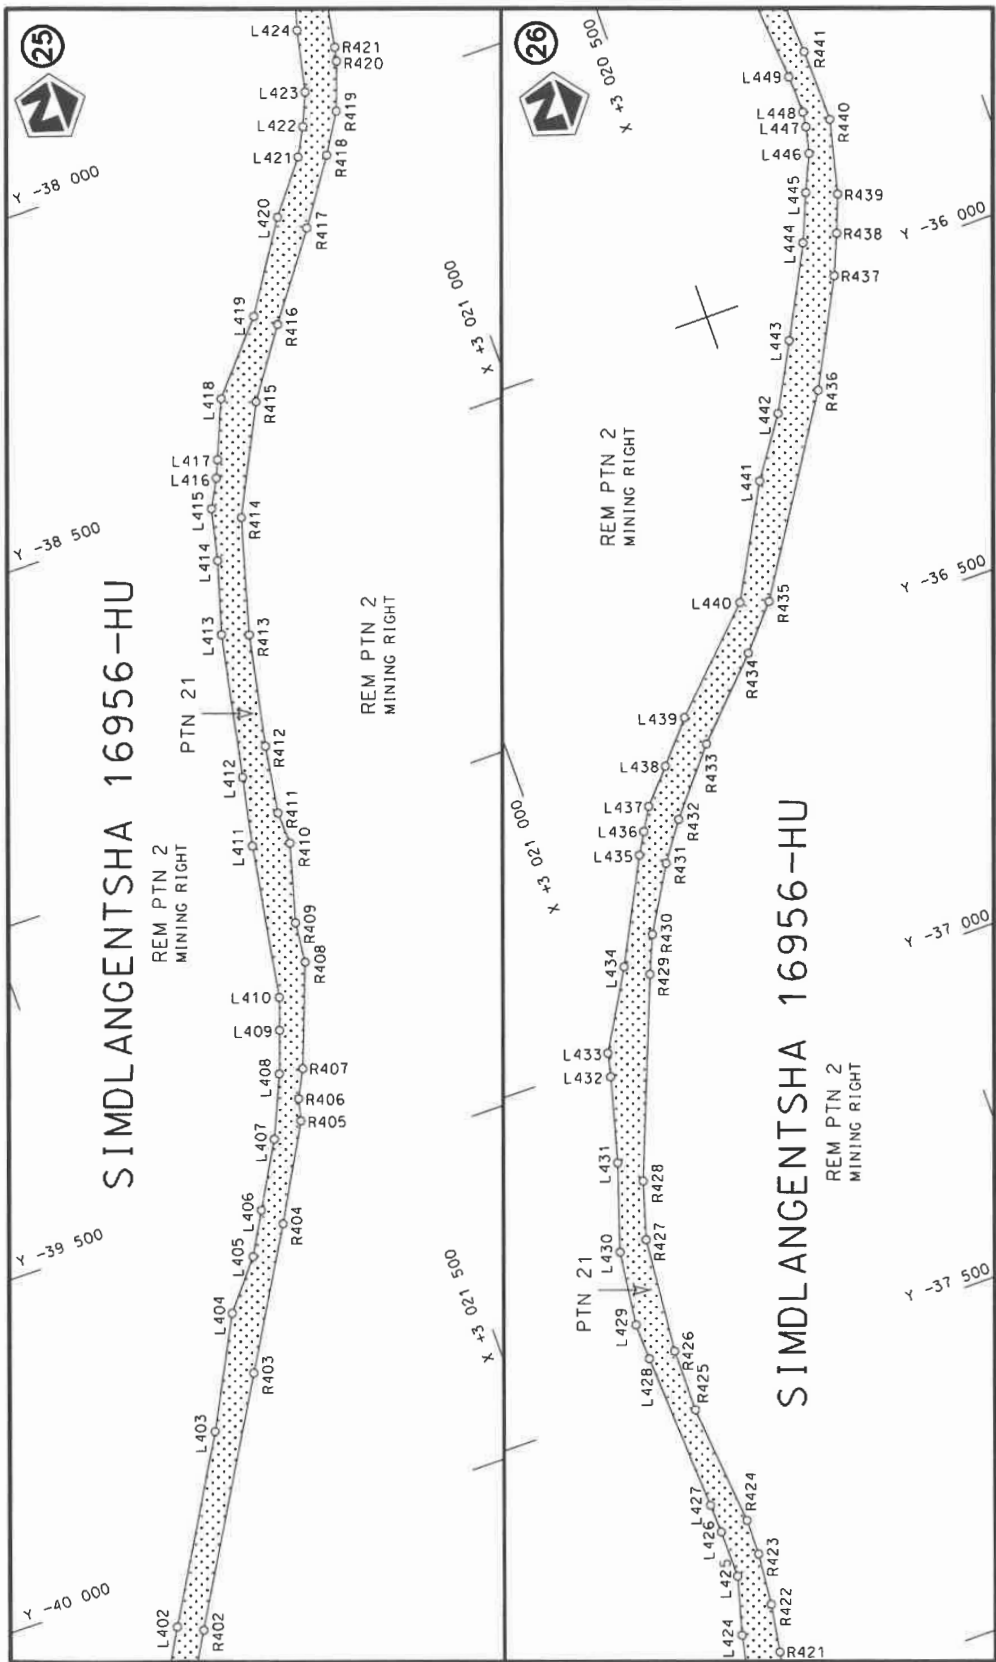 25
N
Y -38 000
Y -38 500
Y -39 500
Y -40 000
X +3 021 000
X +3 021 500
SIMDLANGENTSHA 16956-HU
REM PTN 2
MINING RIGHT
PTN 21
REM PTN 2
MINING RIGHT
L402
L403
L404
L405
L406
L407
L408
L409
L410
L411
L412
L413
L414
L415
L416
L417
L418
L419
L420
L421
L422
L423
L424
R402
R403
R404
R405
R406
R407
R408
R409
R410
R411
R412
R413
R414
R415
R416
R417
R418
R419
R420
R421
26
N
X +3 020 500
X +3 021 000
Y -36 000
Y -36 500
Y -37 000
Y -37 500
REM PTN 2
MINING RIGHT
PTN 21
SIMDLANGENTSHA 16956-HU
REM PTN 2
MINING RIGHT
L424
L425
L426
L427
L428
L429
L430
L431
L432
L433
L434
L435
L436
L437
L438
L439
L440
L441
L442
L443
L444
L445
L446
L447
L448
L449
R421
R422
R423
R424
R425
R426
R427
R428
R429
R430
R431
R432
R433
R434
R435
R436
R437
R438
R439
R440
R441